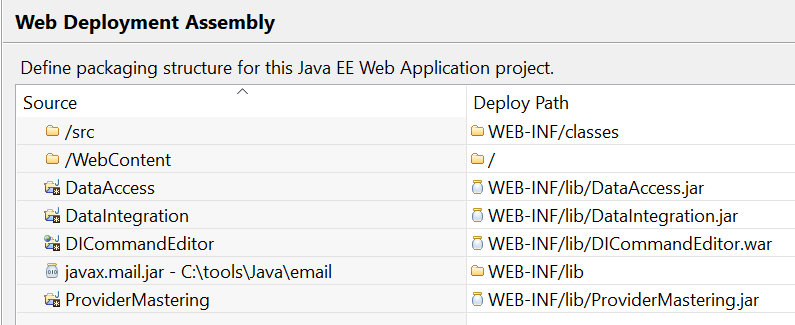 Web Deployment Assembly
Define packaging structure for this Java EE Web Application project.
Source Deploy Path
/src WEB-INF/classes
/WebContent /
DataAccess WEB-INF/lib/DataAccess.jar
DataIntegration WEB-INF/lib/DataIntegration.jar
DICommandEditor WEB-INF/lib/DICommandEditor.war
javax.mail.jar - C:\tools\Java\email WEB-INF/lib
ProviderMastering WEB-INF/lib/ProviderMastering.jar